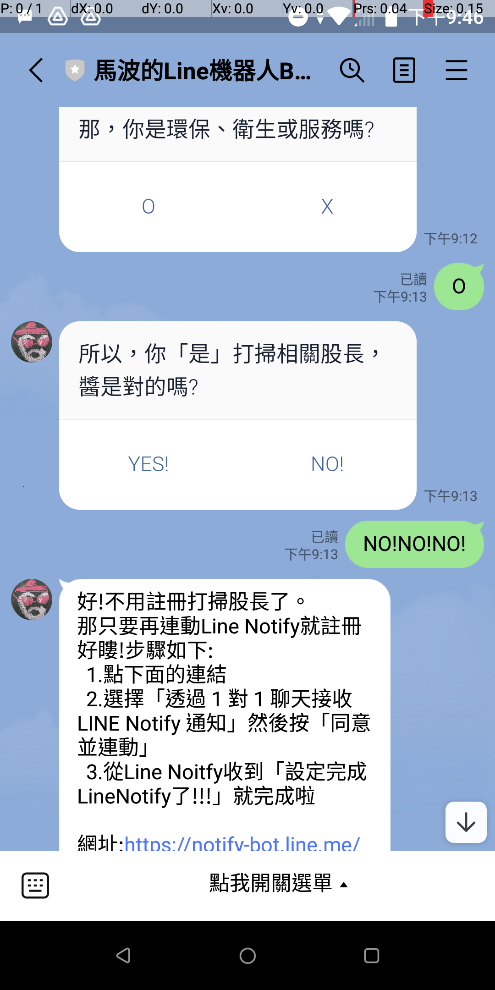 P: 0 / 1 dX: 0.0 dY: 0.0 Xv: 0.0 Yv: 0.0 Prs: 0.04 Size: 0.15
下午9:46
馬波的Line機器人B...
那，你是環保、衛生或服務嗎?
O X
下午9:12
已讀
下午9:13
O
所以，你「是」打掃相關股長，
醬是對的嗎?
YES! NO!
下午9:13
已讀
下午9:13
NO!NO!NO!
好!不用註冊打掃股長了。
那只要再連動Line Notify就註冊
好瞜!步驟如下:
1.點下面的連結
2.選擇「透過 1 對 1 聊天接收
LINE Notify 通知」然後按「同意
並連動」
3.從Line Noitfy收到「設定完成
LineNotify了!!!」就完成啦
網址:https://notify-bot.line.me/
點我開關選單